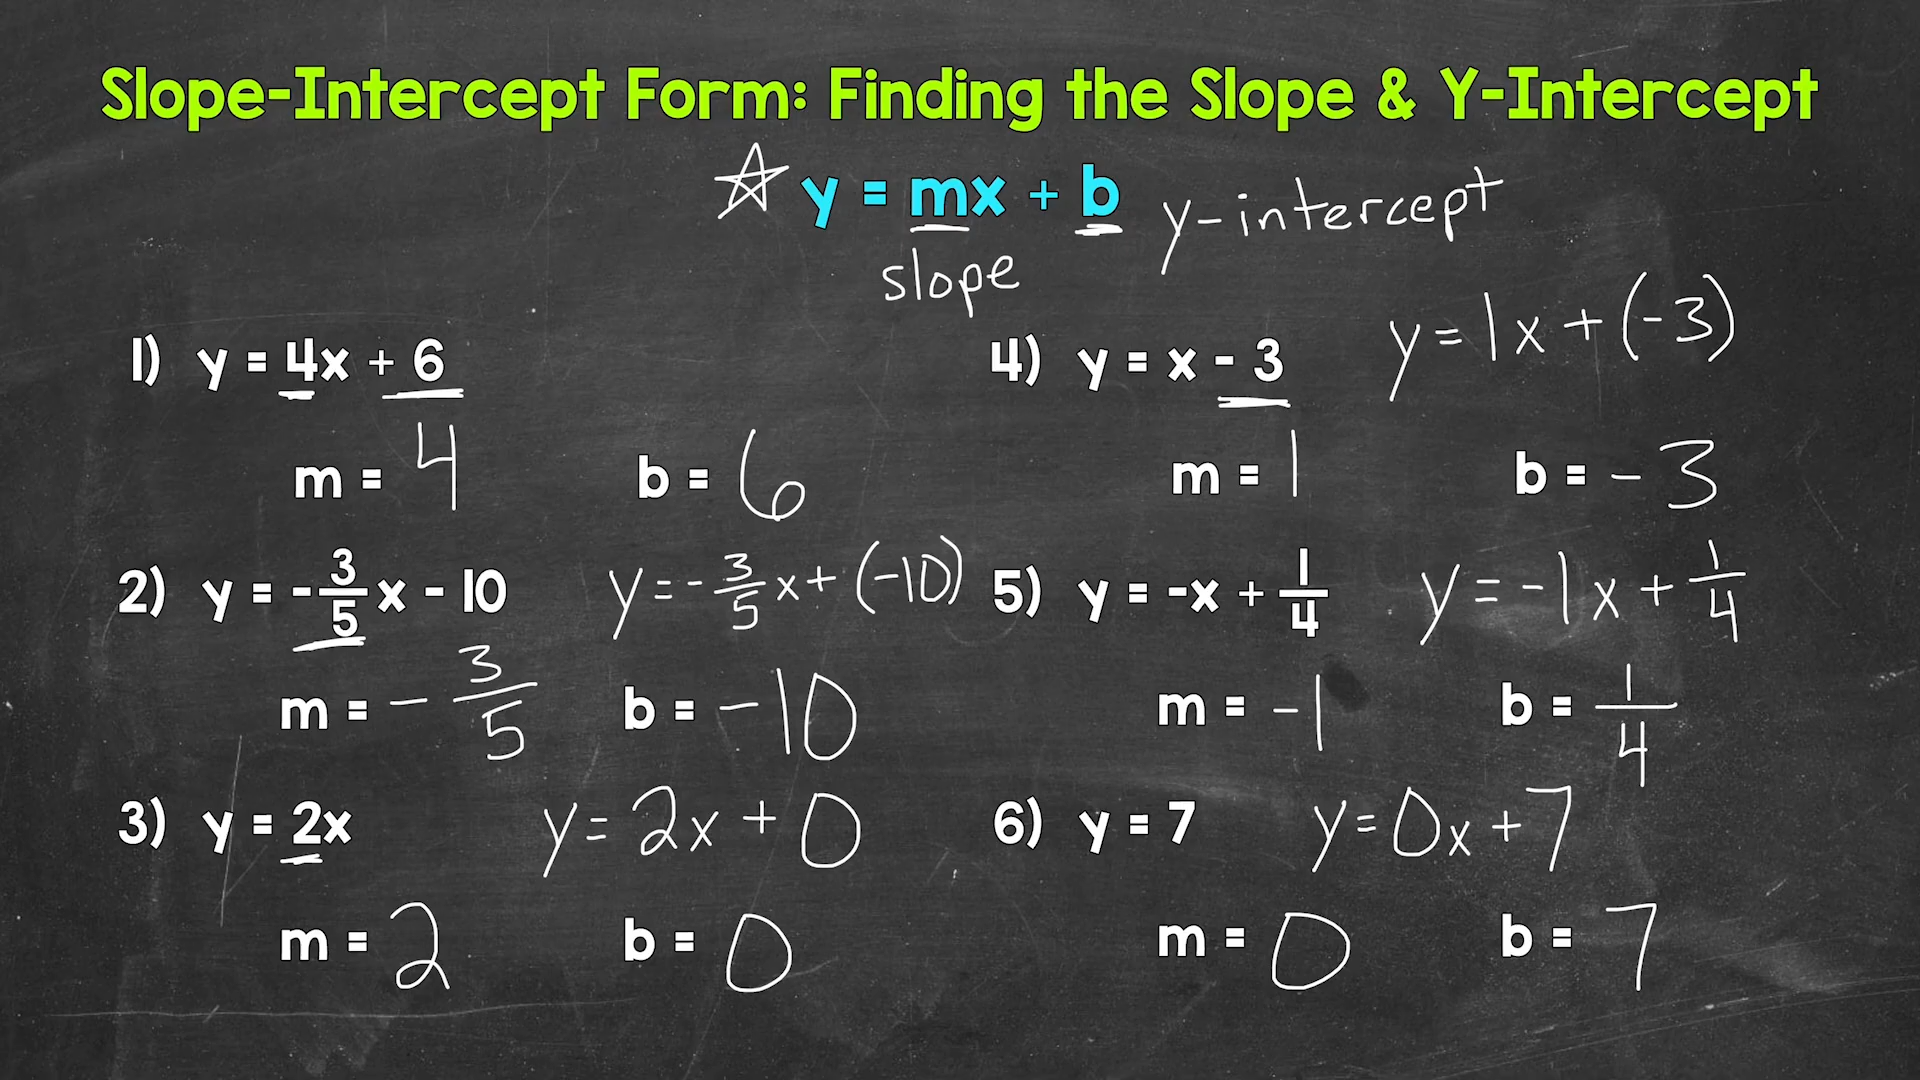 Slope-Intercept Form: Finding the Slope & Y-Intercept
☆ y = mx + b y-intercept
slope
1) y = 4x + 6
m = 4 b = 6
2) y = -3/5x - 10 y = -3/5x + (-10)
m = -3/5 b = -10
3) y = 2x y = 2x + 0
m = 2 b = 0
4) y = x - 3 y = 1x + (-3)
m = 1 b = -3
5) y = -x + 1/4 y = -1x + 1/4
m = -1 b = 1/4
6) y = 7 y = 0x + 7
m = 0 b = 7